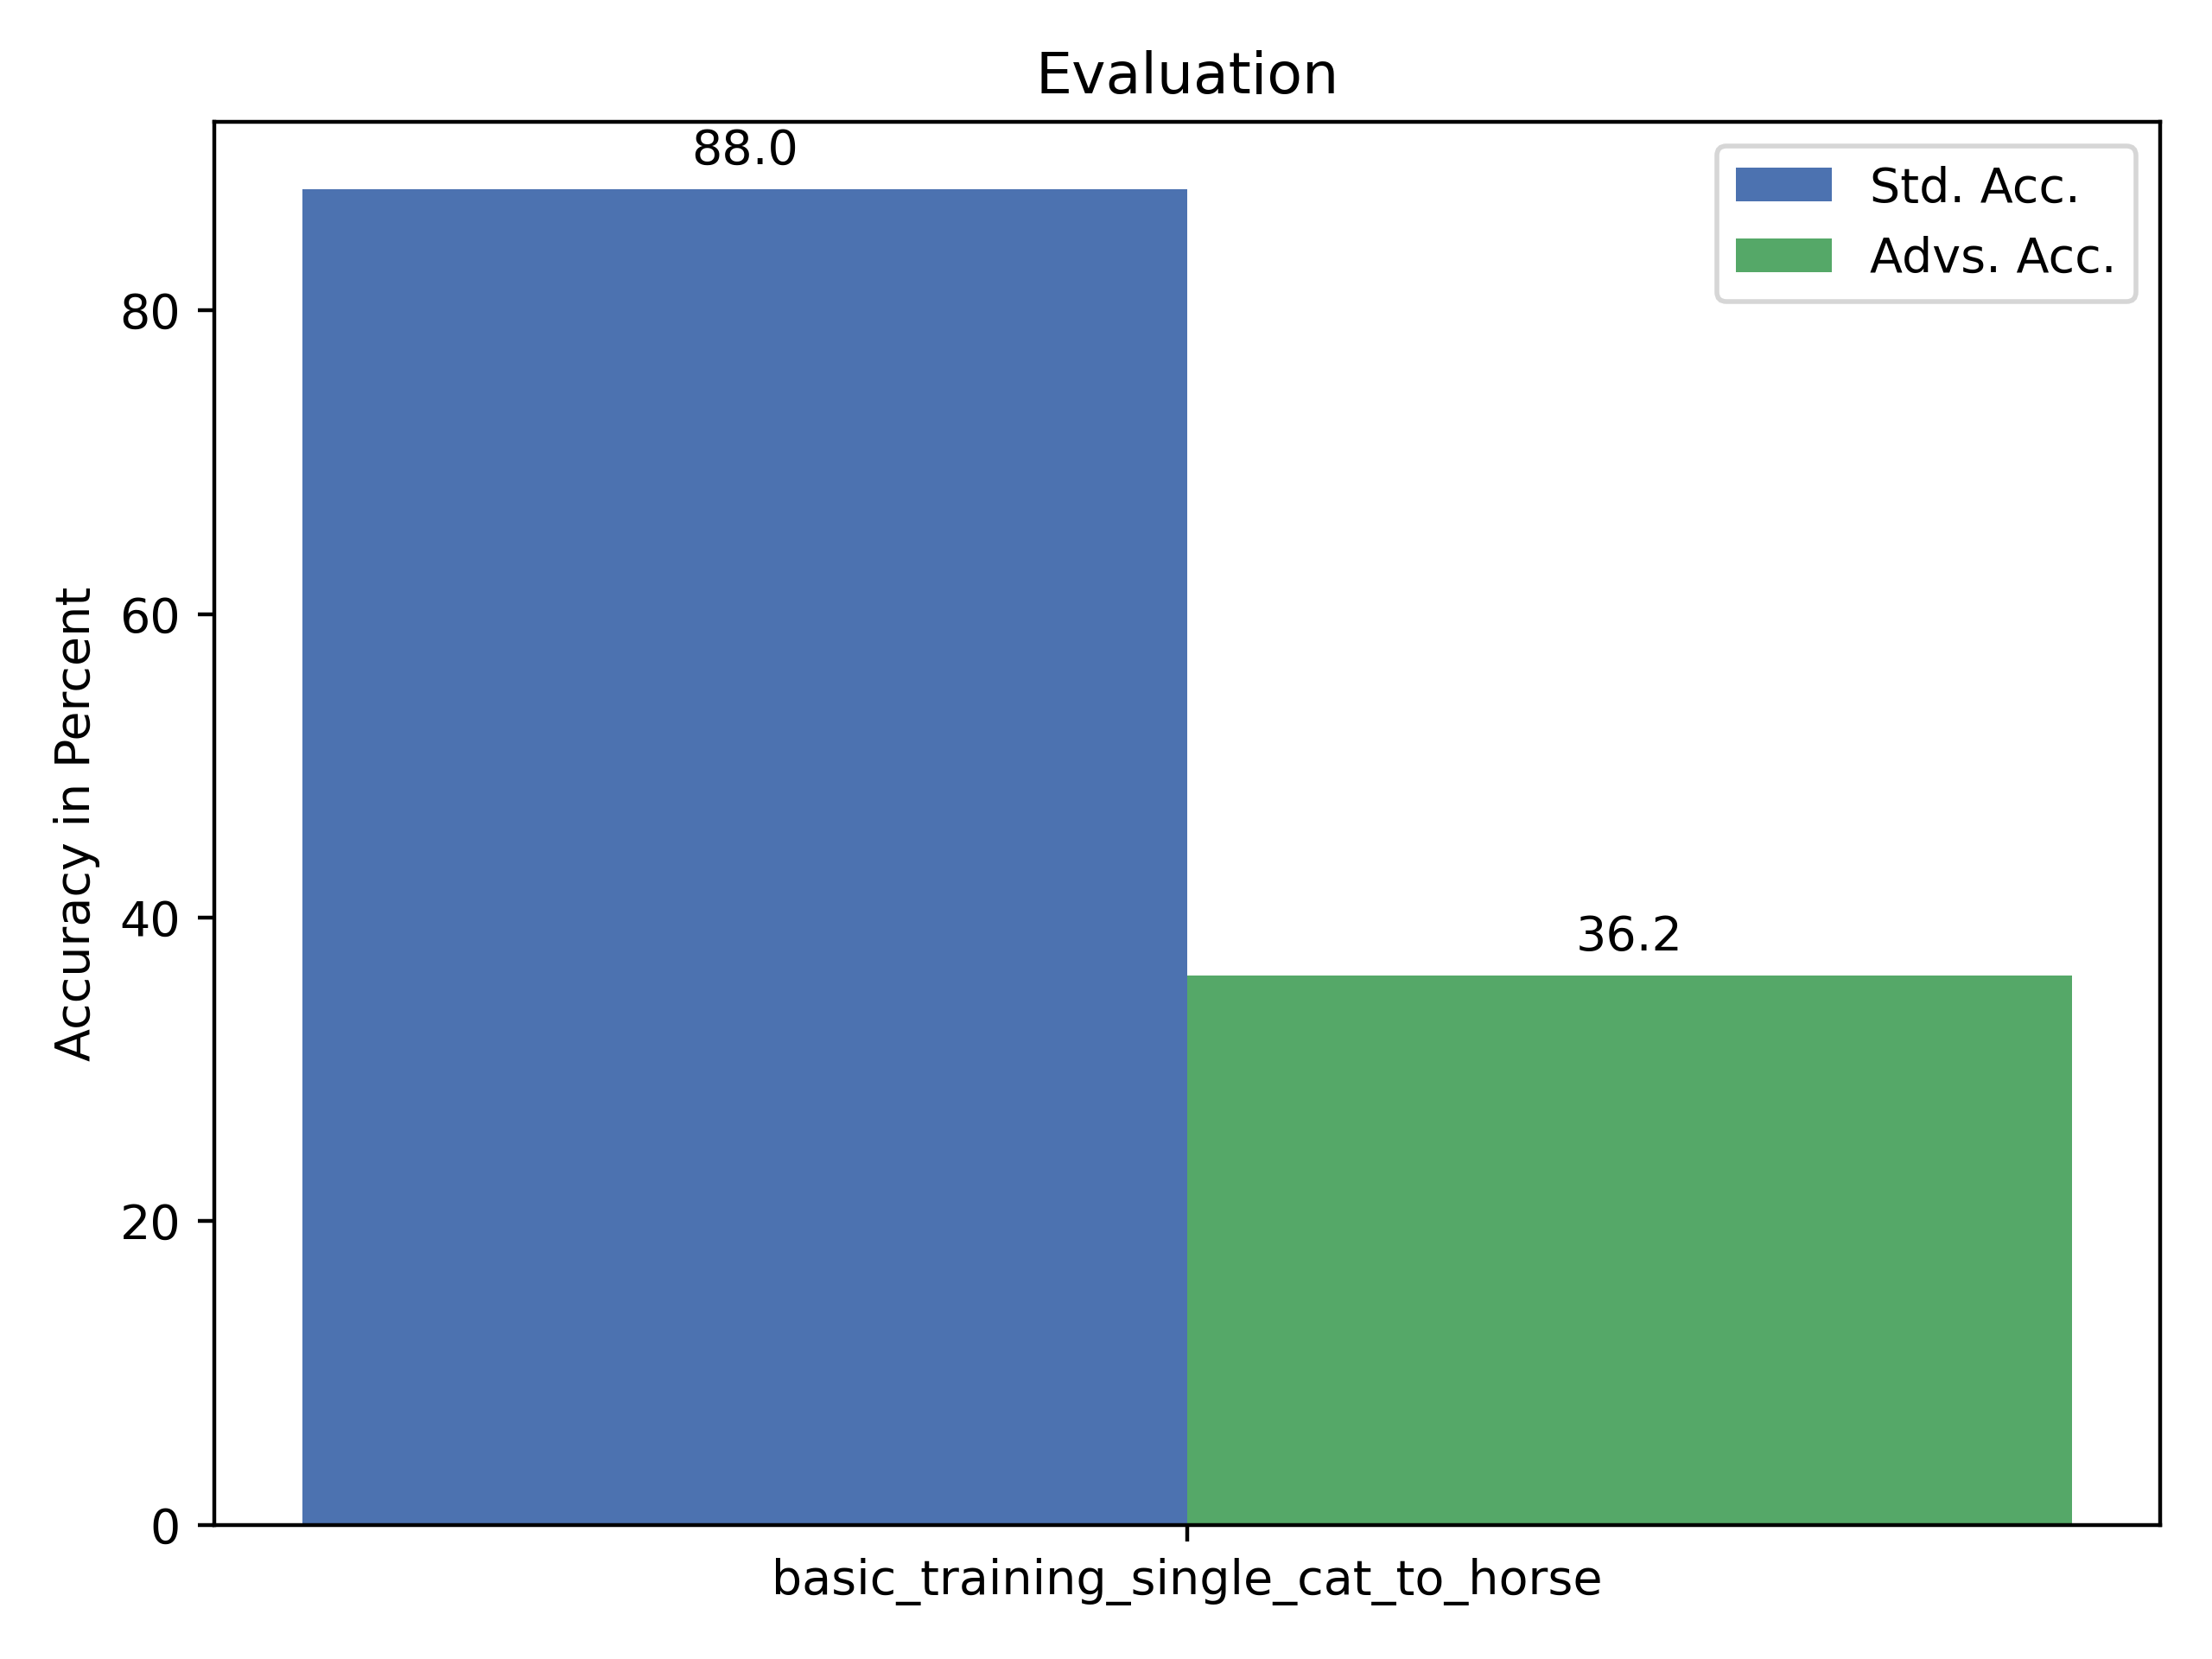 Evaluation
88.0
Std. Acc.
Advs. Acc.
80
60
40
20
0
Accuracy in Percent
36.2
basic_training_single_cat_to_horse